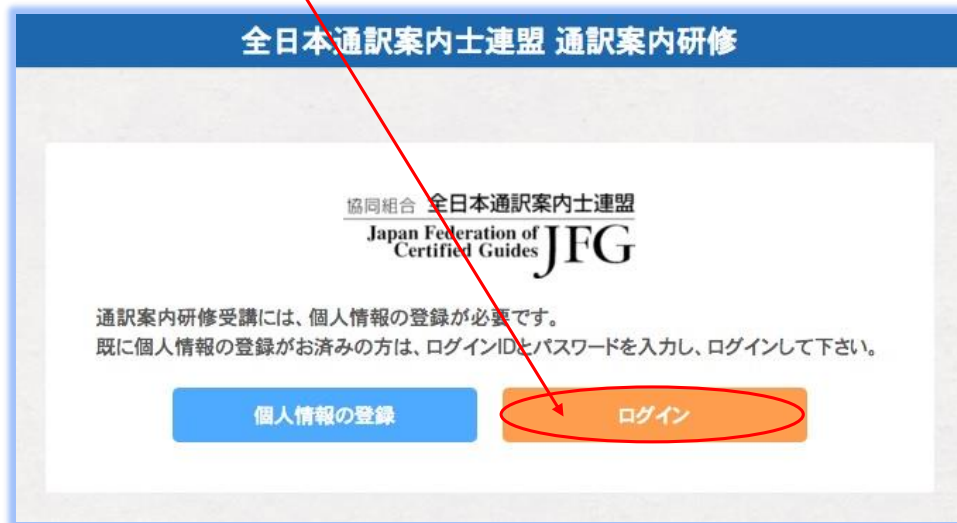 全日本通訳案内士連盟 通訳案内研修
協同組合 全日本通訳案内士連盟
Japan Federation of
Certified Guides JFG
通訳案内研修受講には、個人情報の登録が必要です。
既に個人情報の登録がお済みの方は、ログインIDとパスワードを入力し、ログインして下さい。
個人情報の登録
ログイン